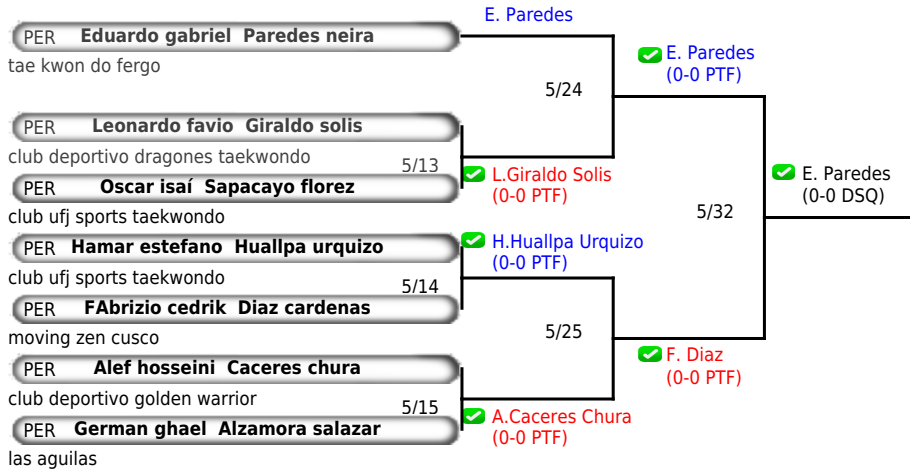 E. Paredes
PER Eduardo gabriel Paredes neira
tae kwon do fergo
E. Paredes
(0-0 PTF)
5/24
PER Leonardo favio Giraldo solis
club deportivo dragones taekwondo
5/13
PER Oscar isaí Sapacayo florez
club ufj sports taekwondo
L.Giraldo Solis
(0-0 PTF)
E. Paredes
(0-0 DSQ)
5/32
PER Hamar estefano Huallpa urquizo
club ufj sports taekwondo
H.Huallpa Urquizo
(0-0 PTF)
5/14
PER FAbrizio cedrik Diaz cardenas
moving zen cusco
5/25
F. Diaz
(0-0 PTF)
PER Alef hosseini Caceres chura
club deportivo golden warrior
5/15
PER German ghael Alzamora salazar
las aguilas
A.Caceres Chura
(0-0 PTF)